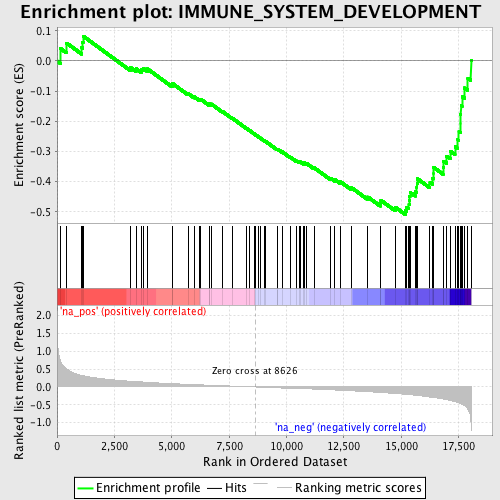 Enrichment plot: IMMUNE_SYSTEM_DEVELOPMENT
Enrichment score (ES)
0.1
0.0
-0.1
-0.2
-0.3
-0.4
-0.5
'na_pos' (positively correlated)
Ranked list metric (PreRanked)
2.0
1.5
1.0
0.5
0.0
-0.5
-1.0
Zero cross at 8626
'na_neg' (negatively correlated)
0 2,500 5,000 7,500 10,000 12,500 15,000 17,500
Rank in Ordered Dataset
Enrichment profile Hits Ranking metric scores